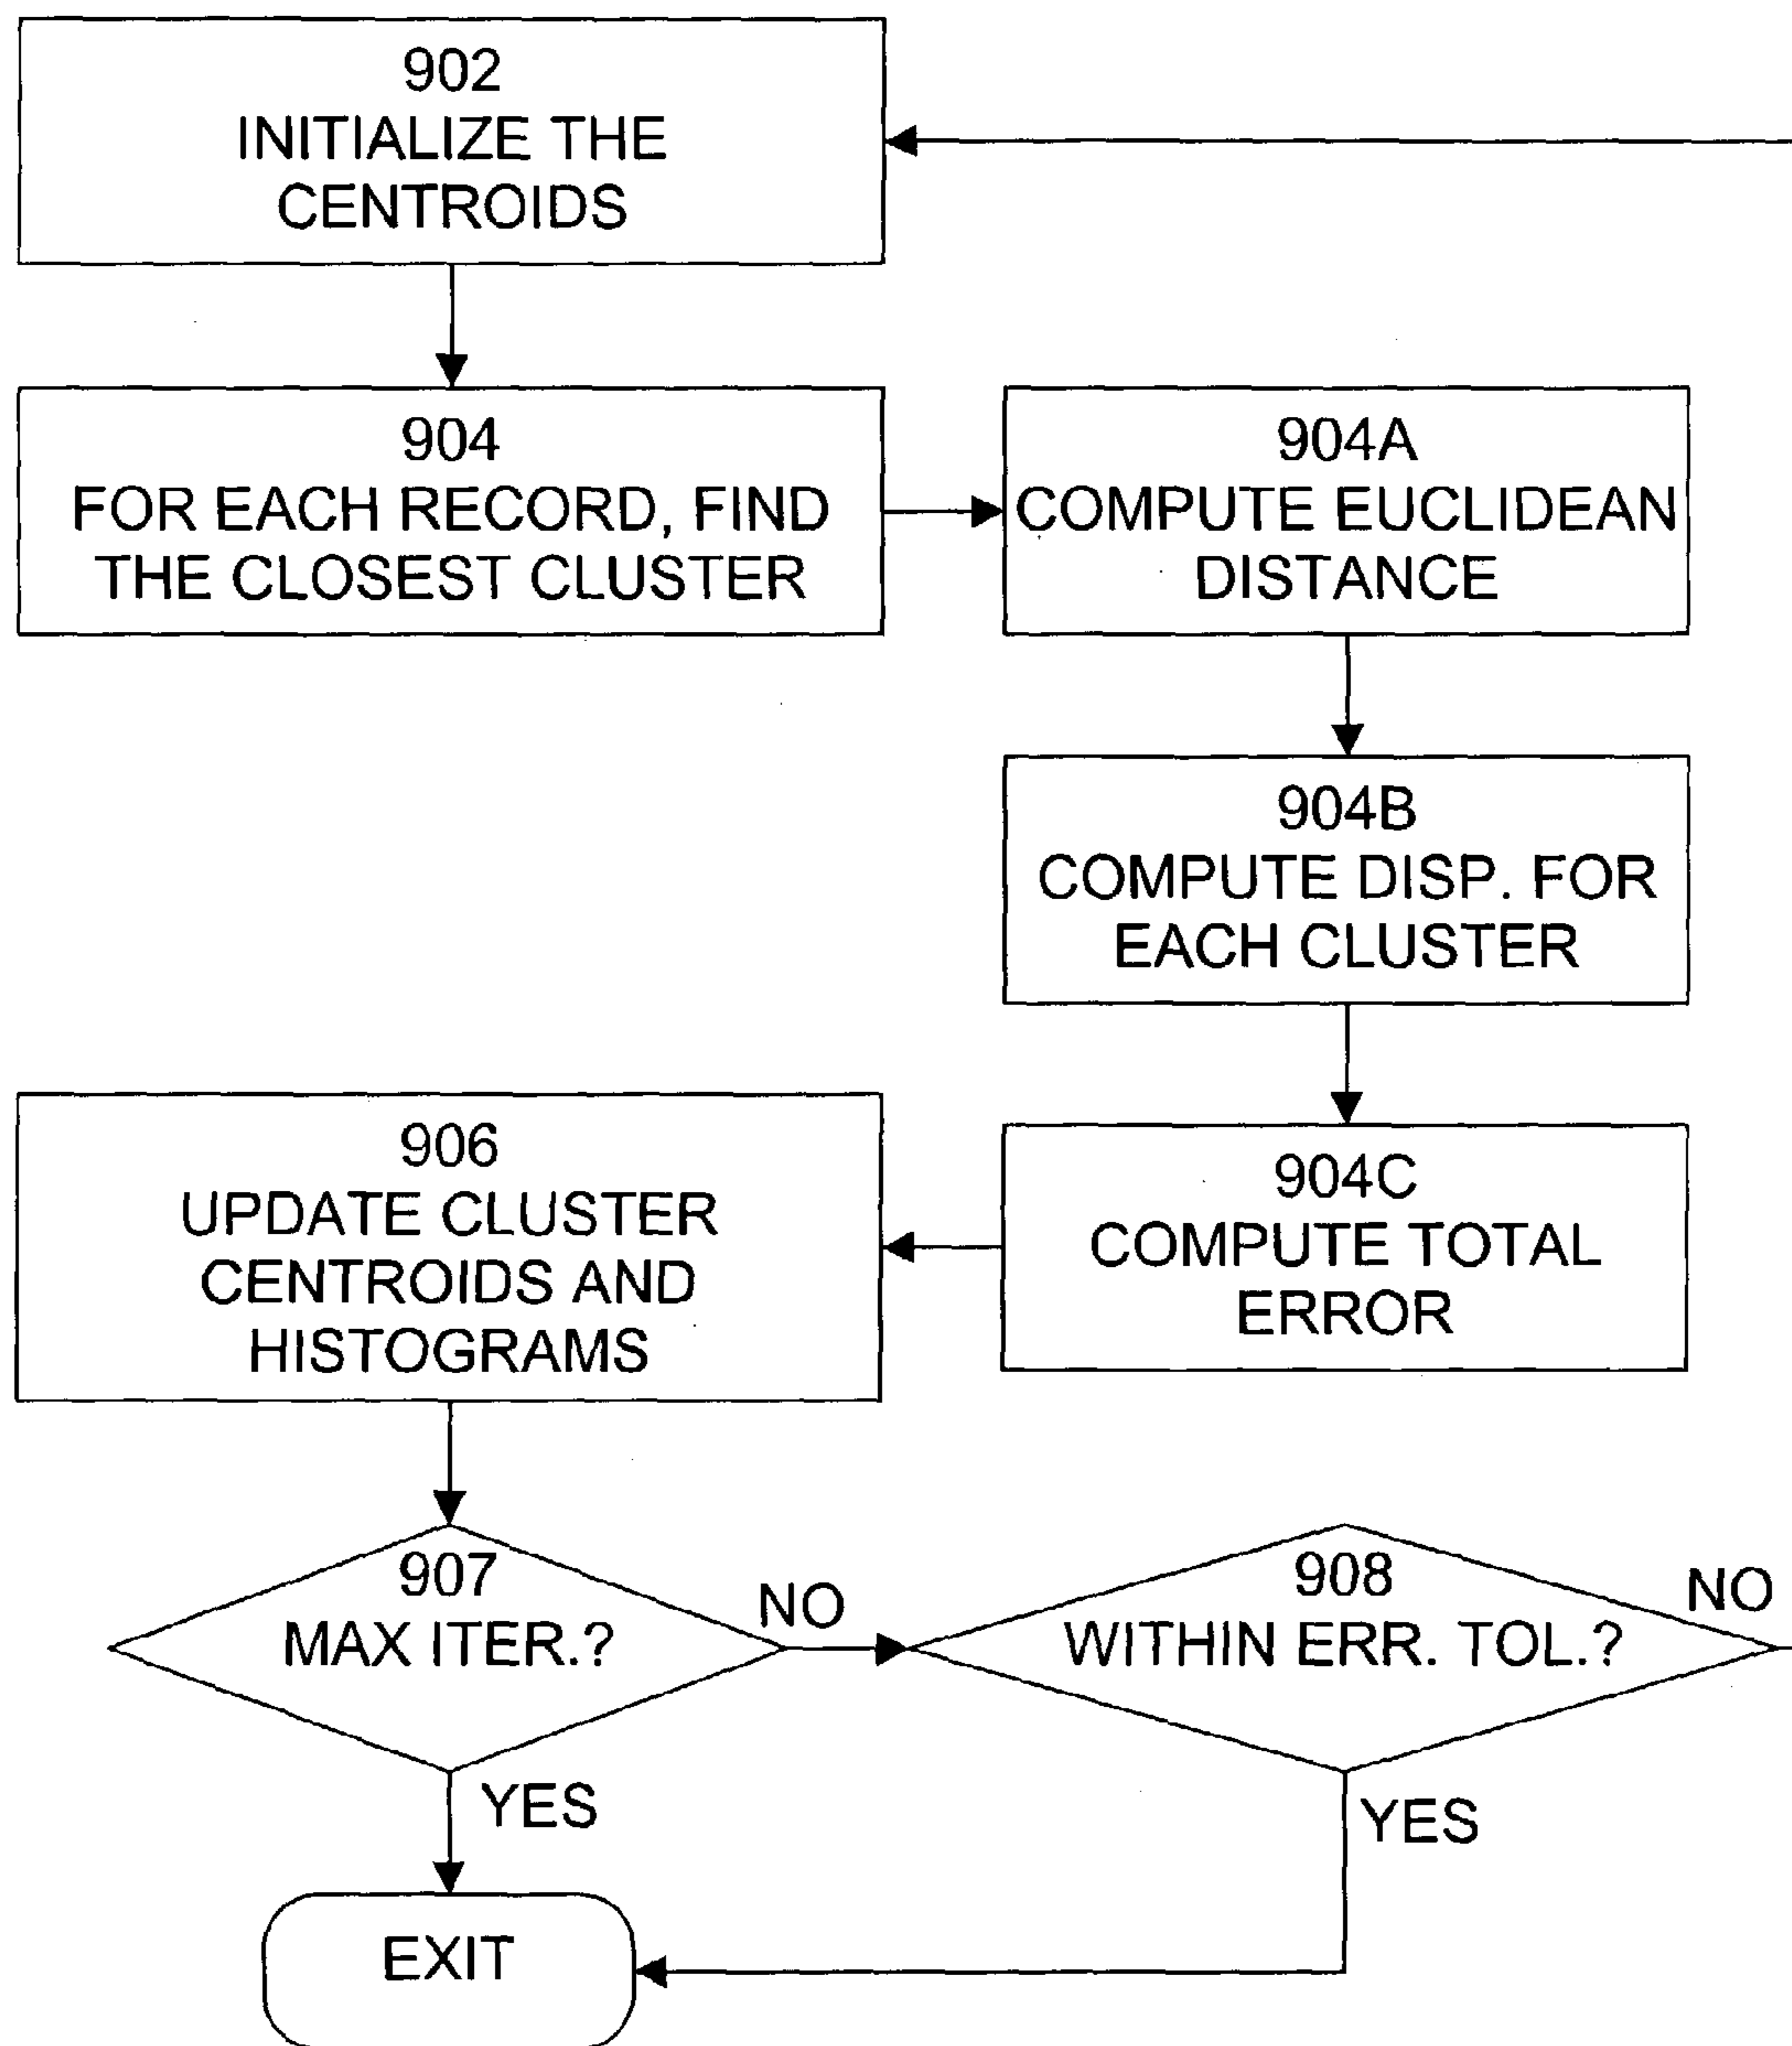 902
INITIALIZE THE
CENTROIDS
904
FOR EACH RECORD, FIND
THE CLOSEST CLUSTER
904A
COMPUTE EUCLIDEAN
DISTANCE
904B
COMPUTE DISP. FOR
EACH CLUSTER
904C
COMPUTE TOTAL
ERROR
906
UPDATE CLUSTER
CENTROIDS AND
HISTOGRAMS
907
MAX ITER.?
NO
908
WITHIN ERR. TOL.?
NO
YES
YES
EXIT